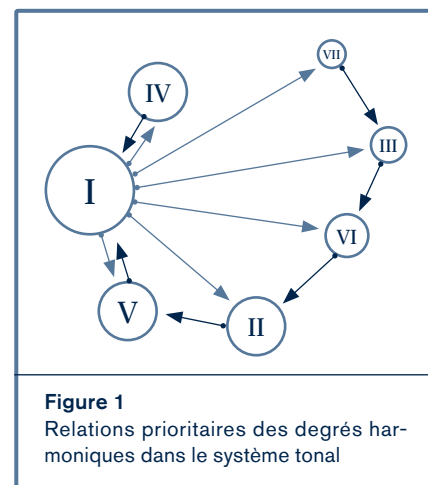 VII
IV
III
I
VI
V
II
Figure 1
Relations prioritaires des degrés har-
moniques dans le système tonal